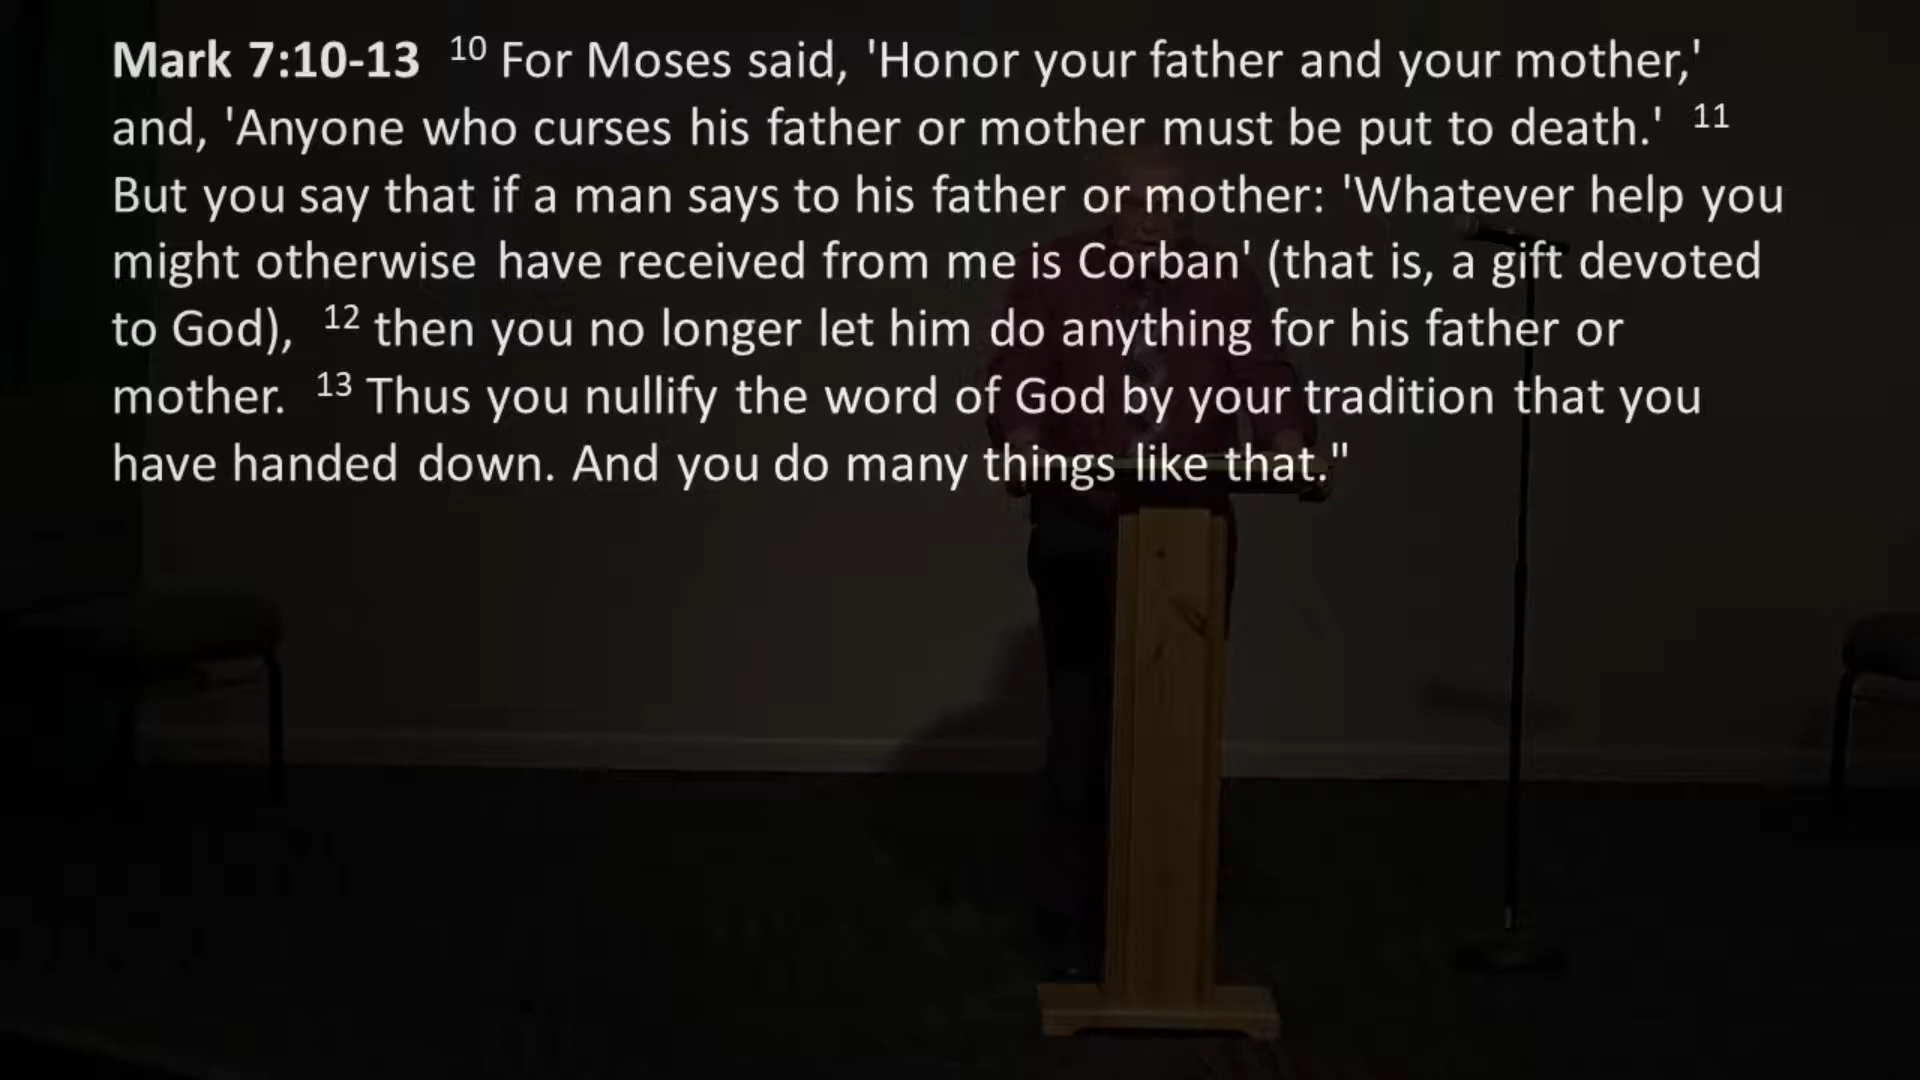 Mark 7:10-13 10 For Moses said, 'Honor your father and your mother,'
and, 'Anyone who curses his father or mother must be put to death.' 11
But you say that if a man says to his father or mother: 'Whatever help you
might otherwise have received from me is Corban' (that is, a gift devoted
to God), 12 then you no longer let him do anything for his father or
mother. 13 Thus you nullify the word of God by your tradition that you
have handed down. And you do many things like that."